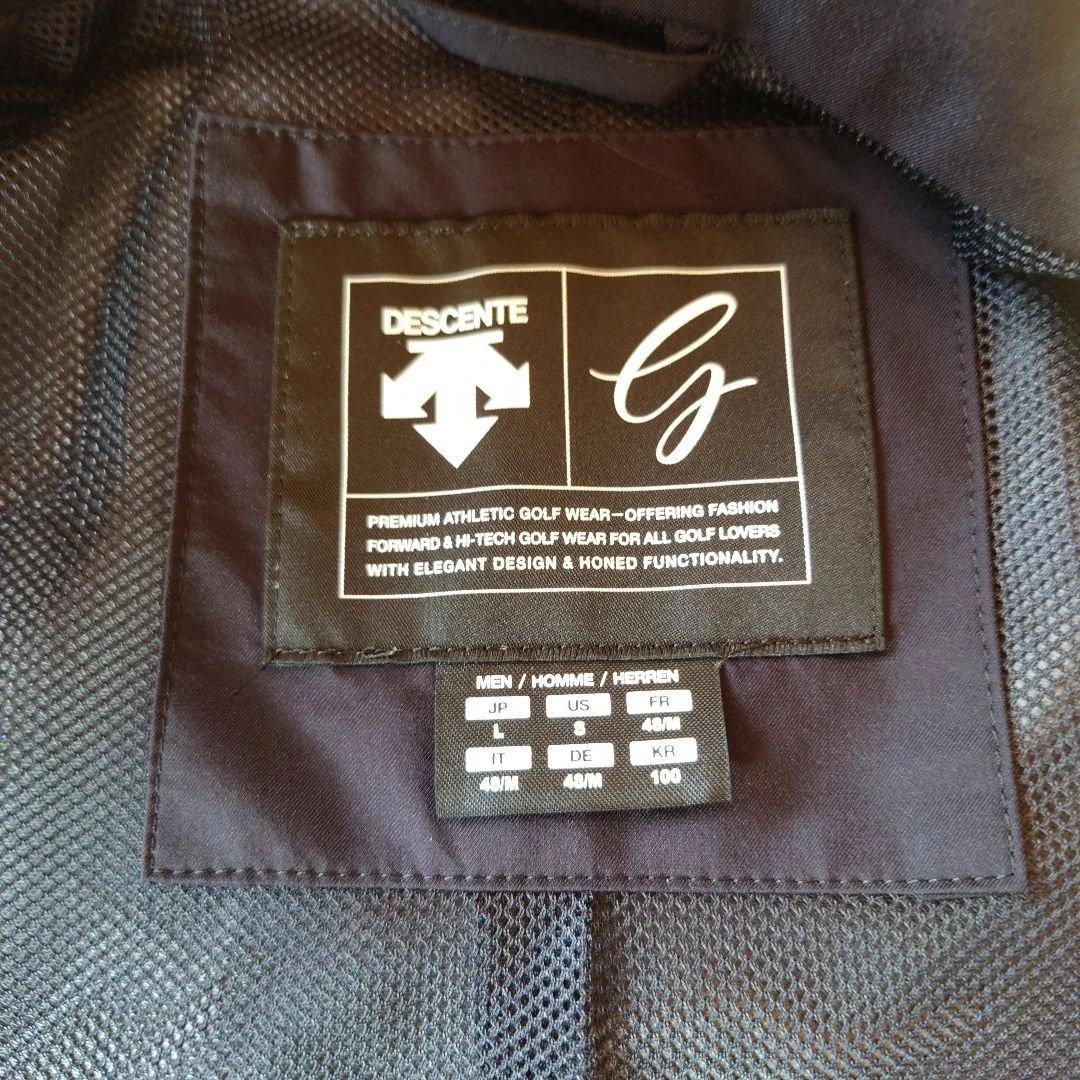 DESCENTE
G
PREMIUM ATHLETIC GOLF WEAR—OFFERING FASHION
FORWARD & HI-TECH GOLF WEAR FOR ALL GOLF LOVERS
WITH ELEGANT DESIGN & HONED FUNCTIONALITY.
MEN / HOMME / HERREN
JP US FR
L S 48/M
IT DE KR
48/M 48/M 100